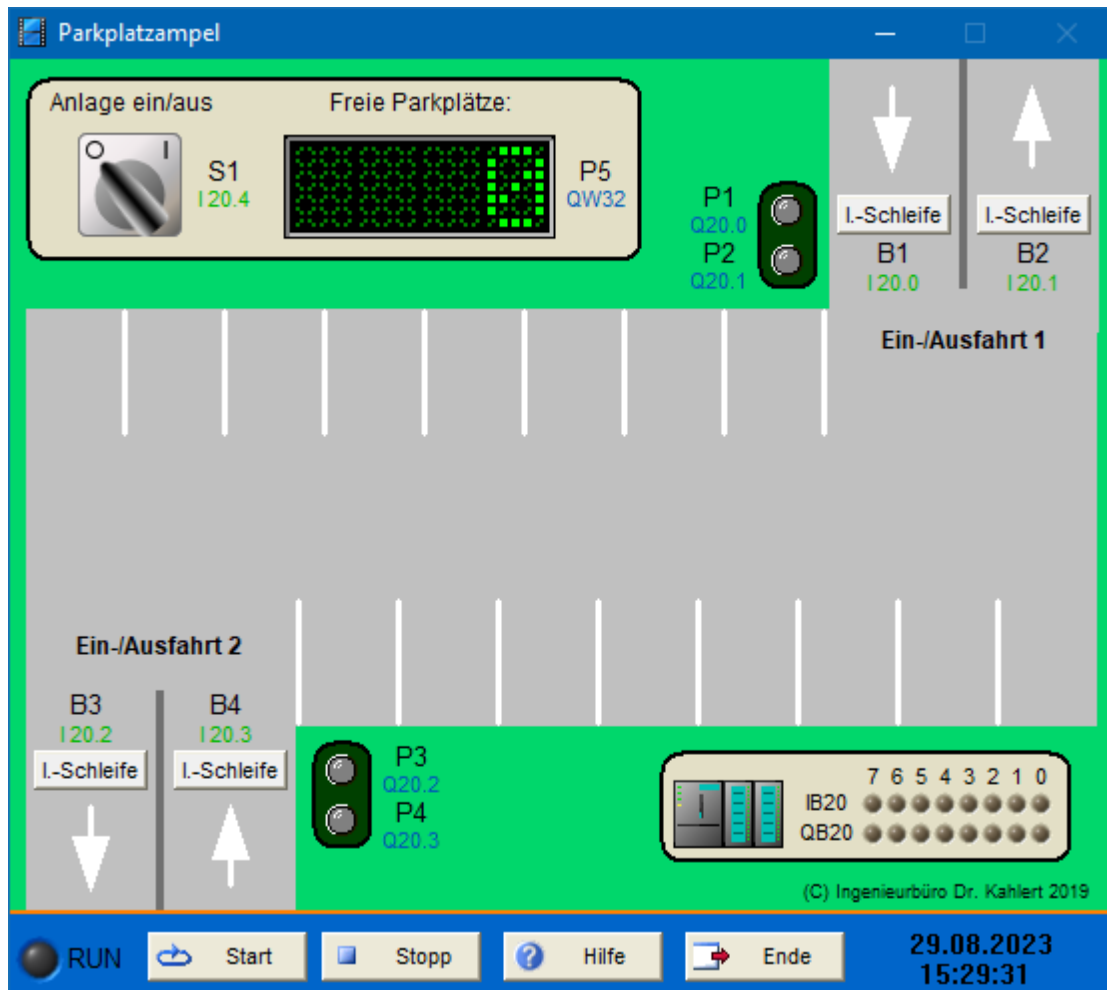 Parkplatzampel
Anlage ein/aus
Freie Parkplätze:
O I
S1
I 20.4
0
P5
QW32
P1
Q20.0
P2
Q20.1
I.-Schleife
I.-Schleife
B1
B2
I 20.0
I 20.1
Ein-/Ausfahrt 1
Ein-/Ausfahrt 2
B3
B4
I 20.2
I 20.3
I.-Schleife
I.-Schleife
P3
Q20.2
P4
Q20.3
7 6 5 4 3 2 1 0
IB20
QB20
(C) Ingenieurbüro Dr. Kahlert 2019
RUN
Start
Stopp
Hilfe
Ende
29.08.2023
15:29:31